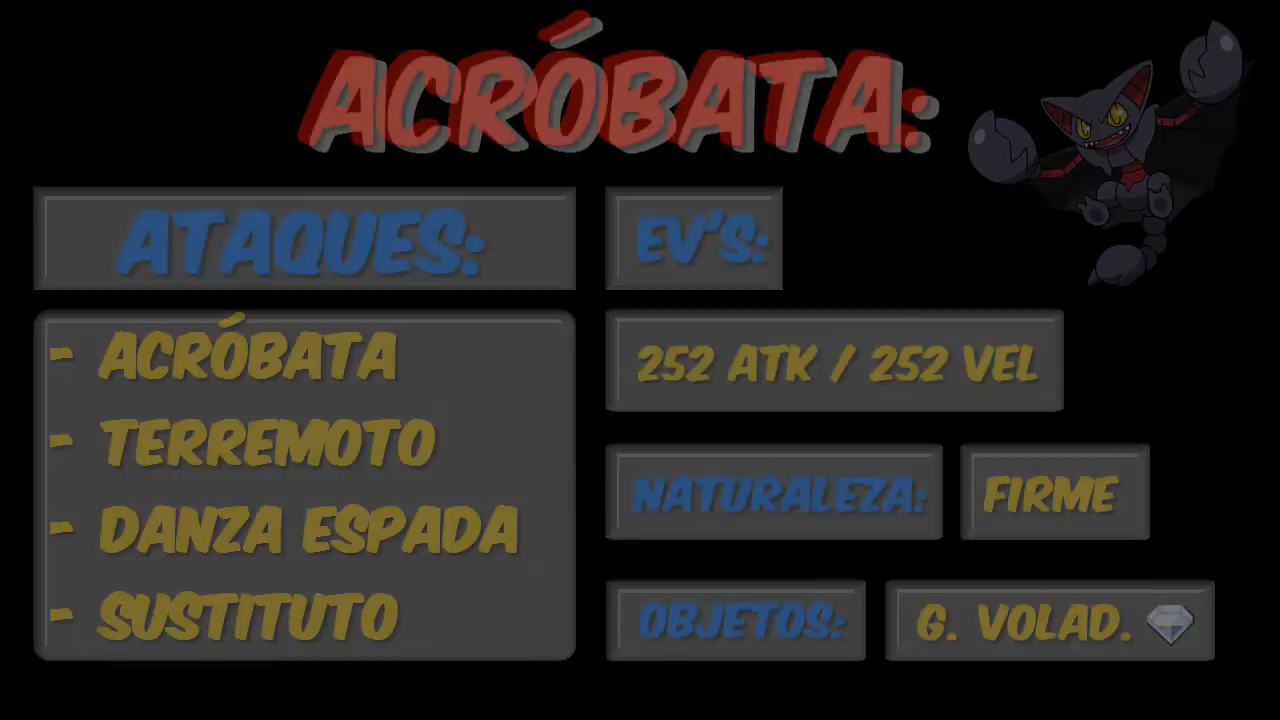 ACRÓBATA:
ATAQUES:
- ACRÓBATA
- TERREMOTO
- DANZA ESPADA
- SUSTITUTO
EV'S:
252 ATK / 252 VEL
NATURALEZA: FIRME
OBJETOS: G. VOLAD.